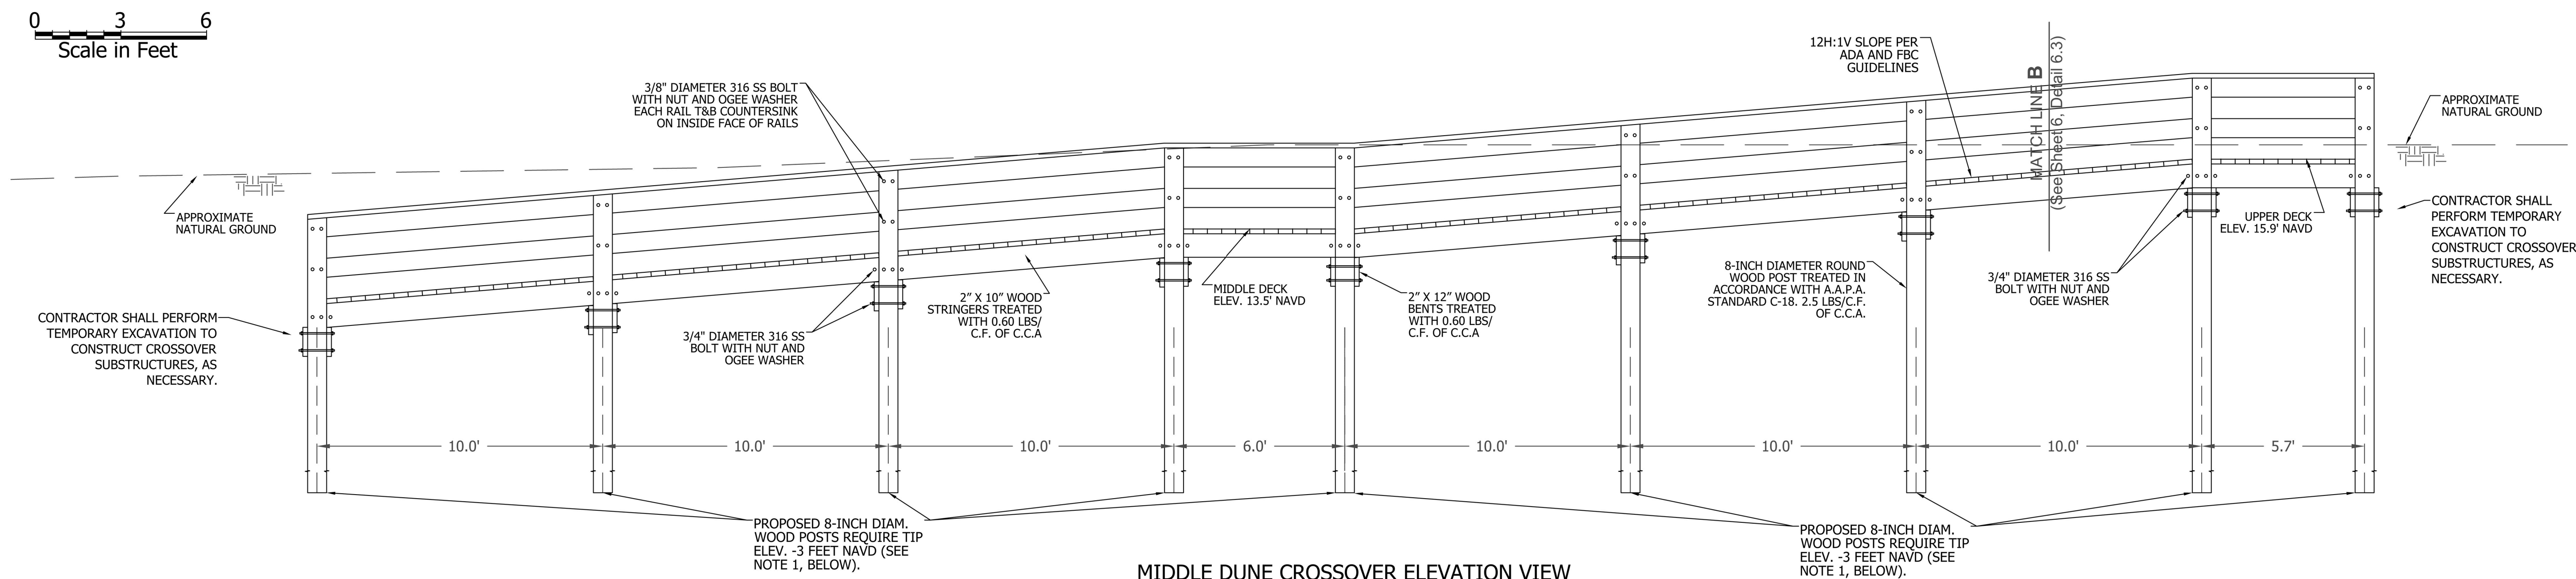 0 3 6
Scale in Feet
3/8" DIAMETER 316 SS BOLT
WITH NUT AND OGEE WASHER
EACH RAIL T&B COUNTERSINK
ON INSIDE FACE OF RAILS
12H:1V SLOPE PER
ADA AND FBC
GUIDELINES
MATCH LINE B
(See Sheet 6, Detail 6.3)
APPROXIMATE
NATURAL GROUND
APPROXIMATE
NATURAL GROUND
CONTRACTOR SHALL PERFORM
TEMPORARY EXCAVATION TO
CONSTRUCT CROSSOVER
SUBSTRUCTURES, AS
NECESSARY.
3/4" DIAMETER 316 SS
BOLT WITH NUT AND
OGEE WASHER
2” X 10” WOOD
STRINGERS TREATED
WITH 0.60 LBS/
C.F. OF C.C.A
MIDDLE DECK
ELEV. 13.5' NAVD
2” X 12” WOOD
BENTS TREATED
WITH 0.60 LBS/
C.F. OF C.C.A
8-INCH DIAMETER ROUND
WOOD POST TREATED IN
ACCORDANCE WITH A.A.P.A.
STANDARD C-18. 2.5 LBS/C.F.
OF C.C.A.
3/4" DIAMETER 316 SS
BOLT WITH NUT AND
OGEE WASHER
UPPER DECK
ELEV. 15.9' NAVD
CONTRACTOR SHALL
PERFORM TEMPORARY
EXCAVATION TO
CONSTRUCT CROSSOVER
SUBSTRUCTURES, AS
NECESSARY.
10.0' 10.0' 10.0' 6.0' 10.0' 10.0' 10.0' 5.7'
PROPOSED 8-INCH DIAM.
WOOD POSTS REQUIRE TIP
ELEV. -3 FEET NAVD (SEE
NOTE 1, BELOW).
PROPOSED 8-INCH DIAM.
WOOD POSTS REQUIRE TIP
ELEV. -3 FEET NAVD (SEE
NOTE 1, BELOW).
MIDDLE DUNE CROSSOVER ELEVATION VIEW